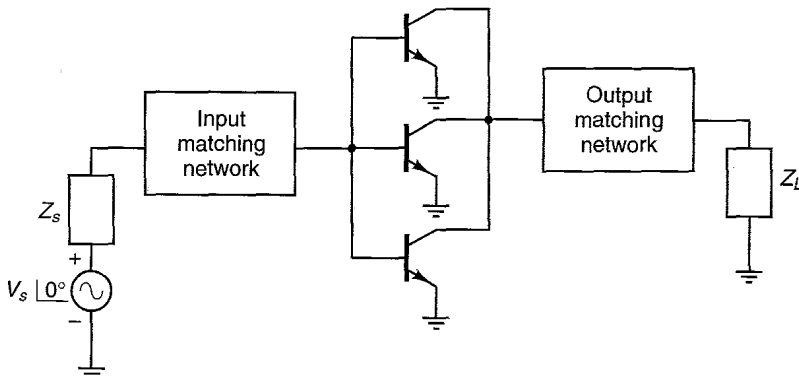 Input
matching
network
Output
matching
network
Z_s
Z_L
+
V_s |0°
−